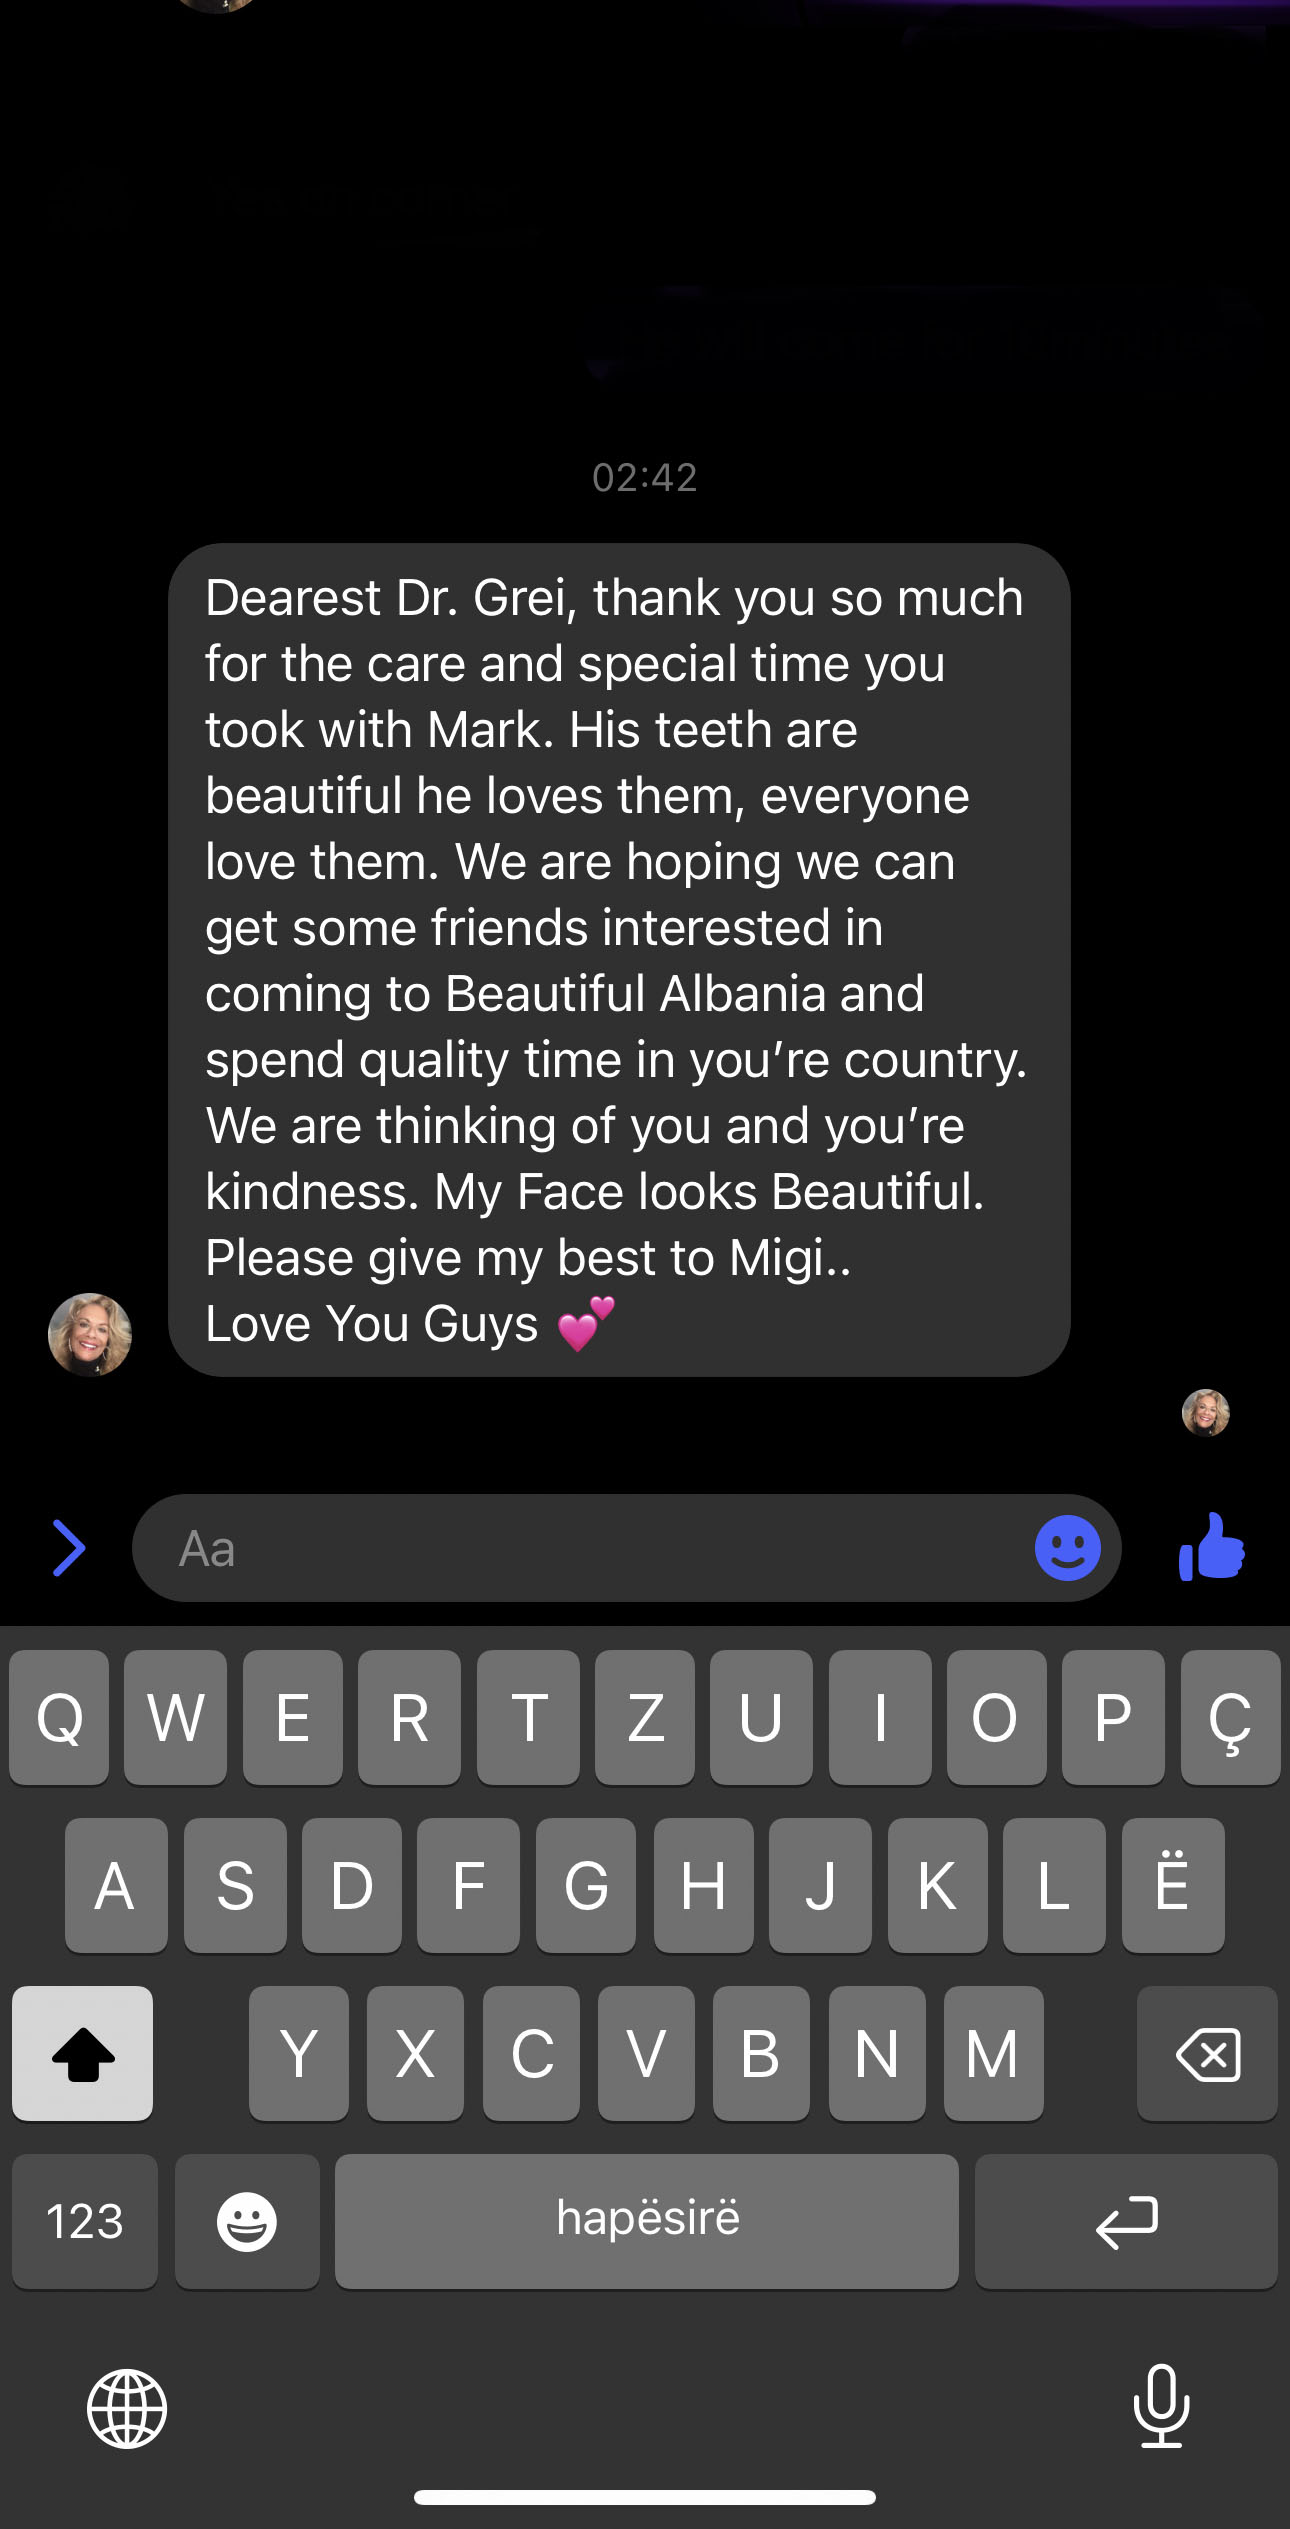 02:42
Dearest Dr. Grei, thank you so much
for the care and special time you
took with Mark. His teeth are
beautiful he loves them, everyone
love them. We are hoping we can
get some friends interested in
coming to Beautiful Albania and
spend quality time in you’re country.
We are thinking of you and you’re
kindness. My Face looks Beautiful.
Please give my best to Migi..
Love You Guys 💕
Aa
Q W E R T Z U I O P Ç
A S D F G H J K L Ë
Y X C V B N M
123 hapësirë